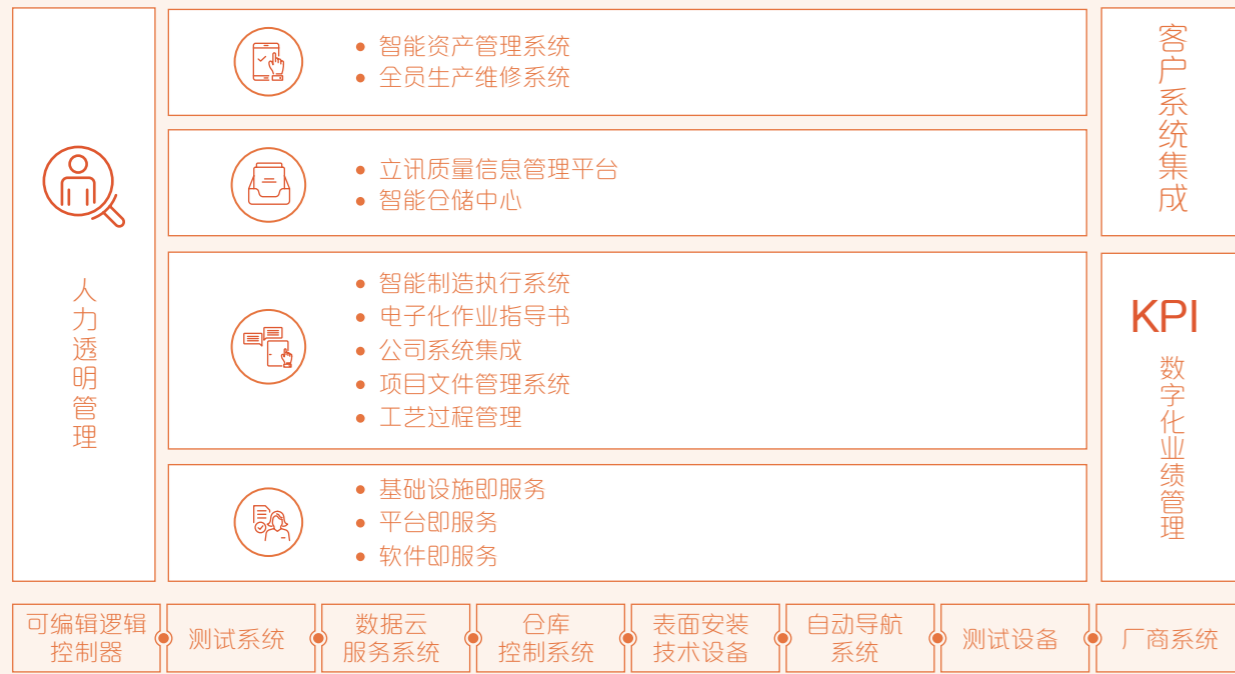 人力透明管理
智能资产管理系统
全员生产维修系统
立讯质量信息管理平台
智能仓储中心
智能制造执行系统
电子化作业指导书
公司系统集成
项目文件管理系统
工艺过程管理
基础设施即服务
平台即服务
软件即服务
客户系统集成
KPI
数字化业绩管理
可编辑逻辑
控制器
测试系统
数据云
服务系统
仓库
控制系统
表面安装
技术设备
自动导航
系统
测试设备
厂商系统